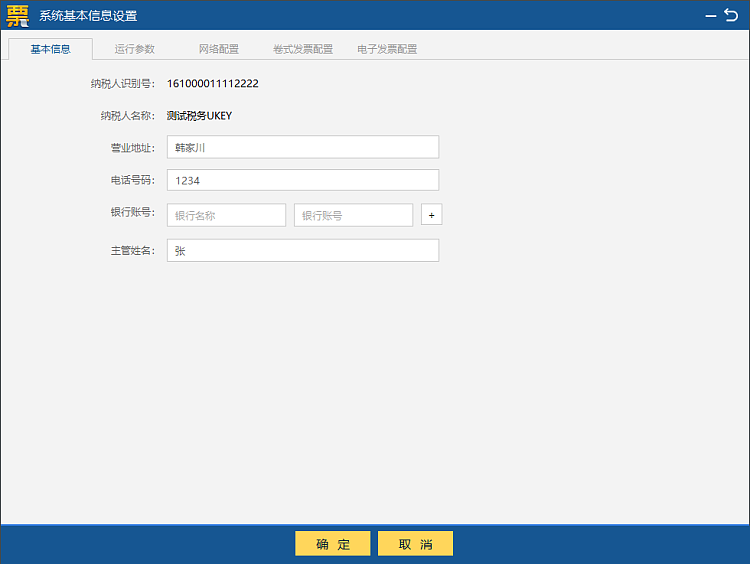 票 系统基本信息设置
基本信息 运行参数 网络配置 卷式发票配置 电子发票配置
纳税人识别号： 161000011112222
纳税人名称： 测试税务UKEY
营业地址： 韩家川
电话号码： 1234
银行账号： 银行名称 银行账号 +
主管姓名： 张
确 定 取 消